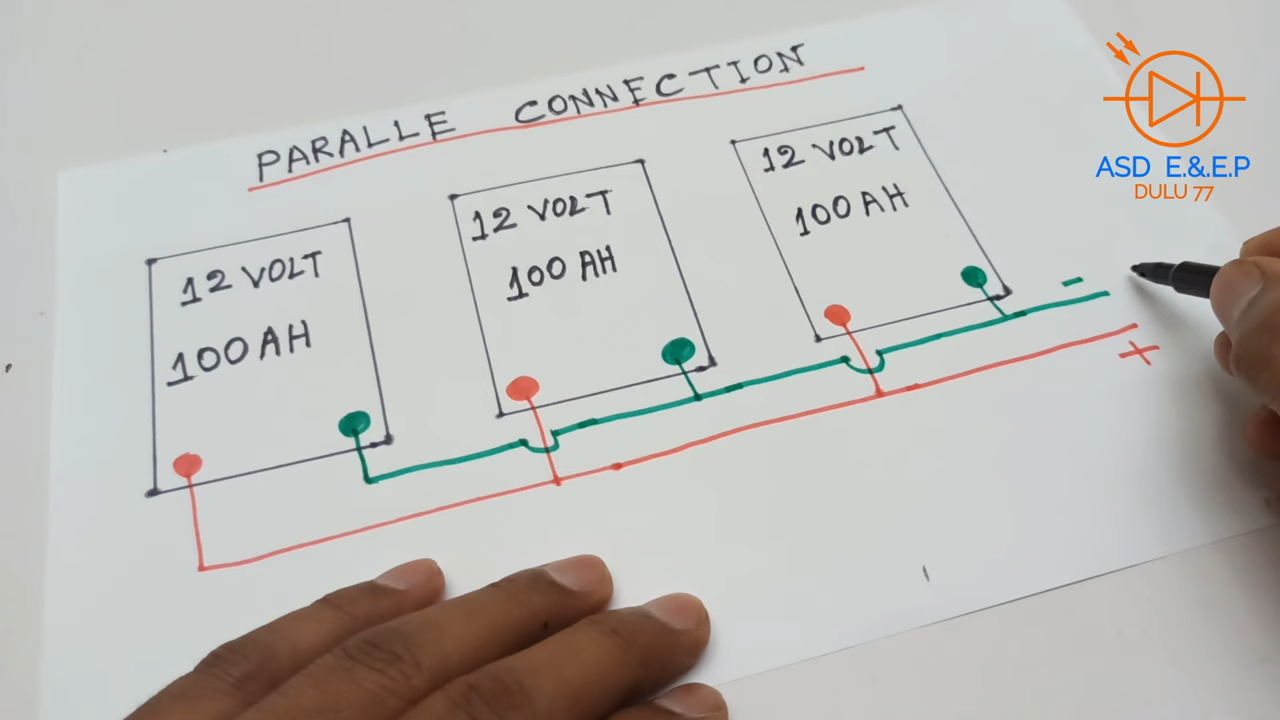 PARALLE CONNECTION
12 VOLT
100 AH
12 VOLT
100 AH
12 VOLT
100 AH
-
+
ASD E.&.E.P
DULU 77